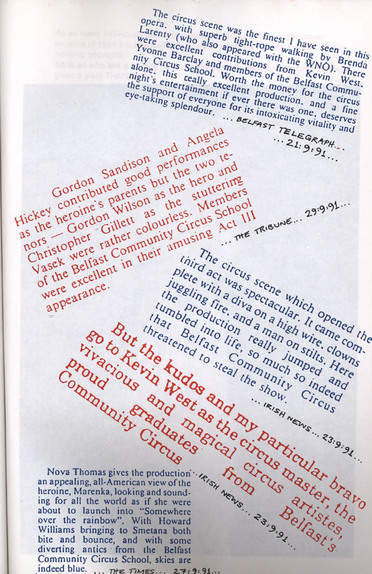 The circus scene was the finest I have seen in this
opera, with superb tight-rope walking by Brenda
Larenty (who also appeared with the WNO). There
were excellent contributions from Kevin West,
Yvonne Barclay and members of the Belfast Commu-
nity Circus School. Worth the money for the circus
alone, this really excellent production, and a fine
night's entertainment if ever there was one, deserves
the support of everyone for its intoxicating vitality and
eye-taking splendour.
... BELFAST TELEGRAPH...
... 21:9:91...
Gordon Sandison and Angela
Hickey contributed good performances
as the heroine's parents but the two te-
nors — Gordon Wilson as the hero and
Christopher Gillett as the stuttering
Vasek were rather colourless. Members
of the Belfast Community Circus School
were excellent in their amusing Act III
appearance.
... THE TRIBUNE... 29:9:91...
The circus scene which opened the
third act was spectacular. It came com-
plete with a diva on a high wire, clowns
juggling fire, and a man on stilts. Here
the production really jumped and
tumbled into life, so much so indeed
that Belfast Community Circus
threatened to steal the show.
... IRISH NEWS... 23:9:91...
But the kudos and my particular bravo
go to Kevin West as the circus master, the
vivacious and magical circus artistes,
proud graduates from Belfast's
Community Circus
... IRISH NEWS... 23:9:91...
Nova Thomas gives the production
an appealing, all-American view of the
heroine, Marenka, looking and sound-
ing for all the world as if she were
about to launch into "Somewhere
over the rainbow". With Howard
Williams bringing to Smetana both
bite and bounce, and with some
diverting antics from the Belfast
Community Circus School, skies are
indeed blue.
... THE TIMES... 27:9:91...